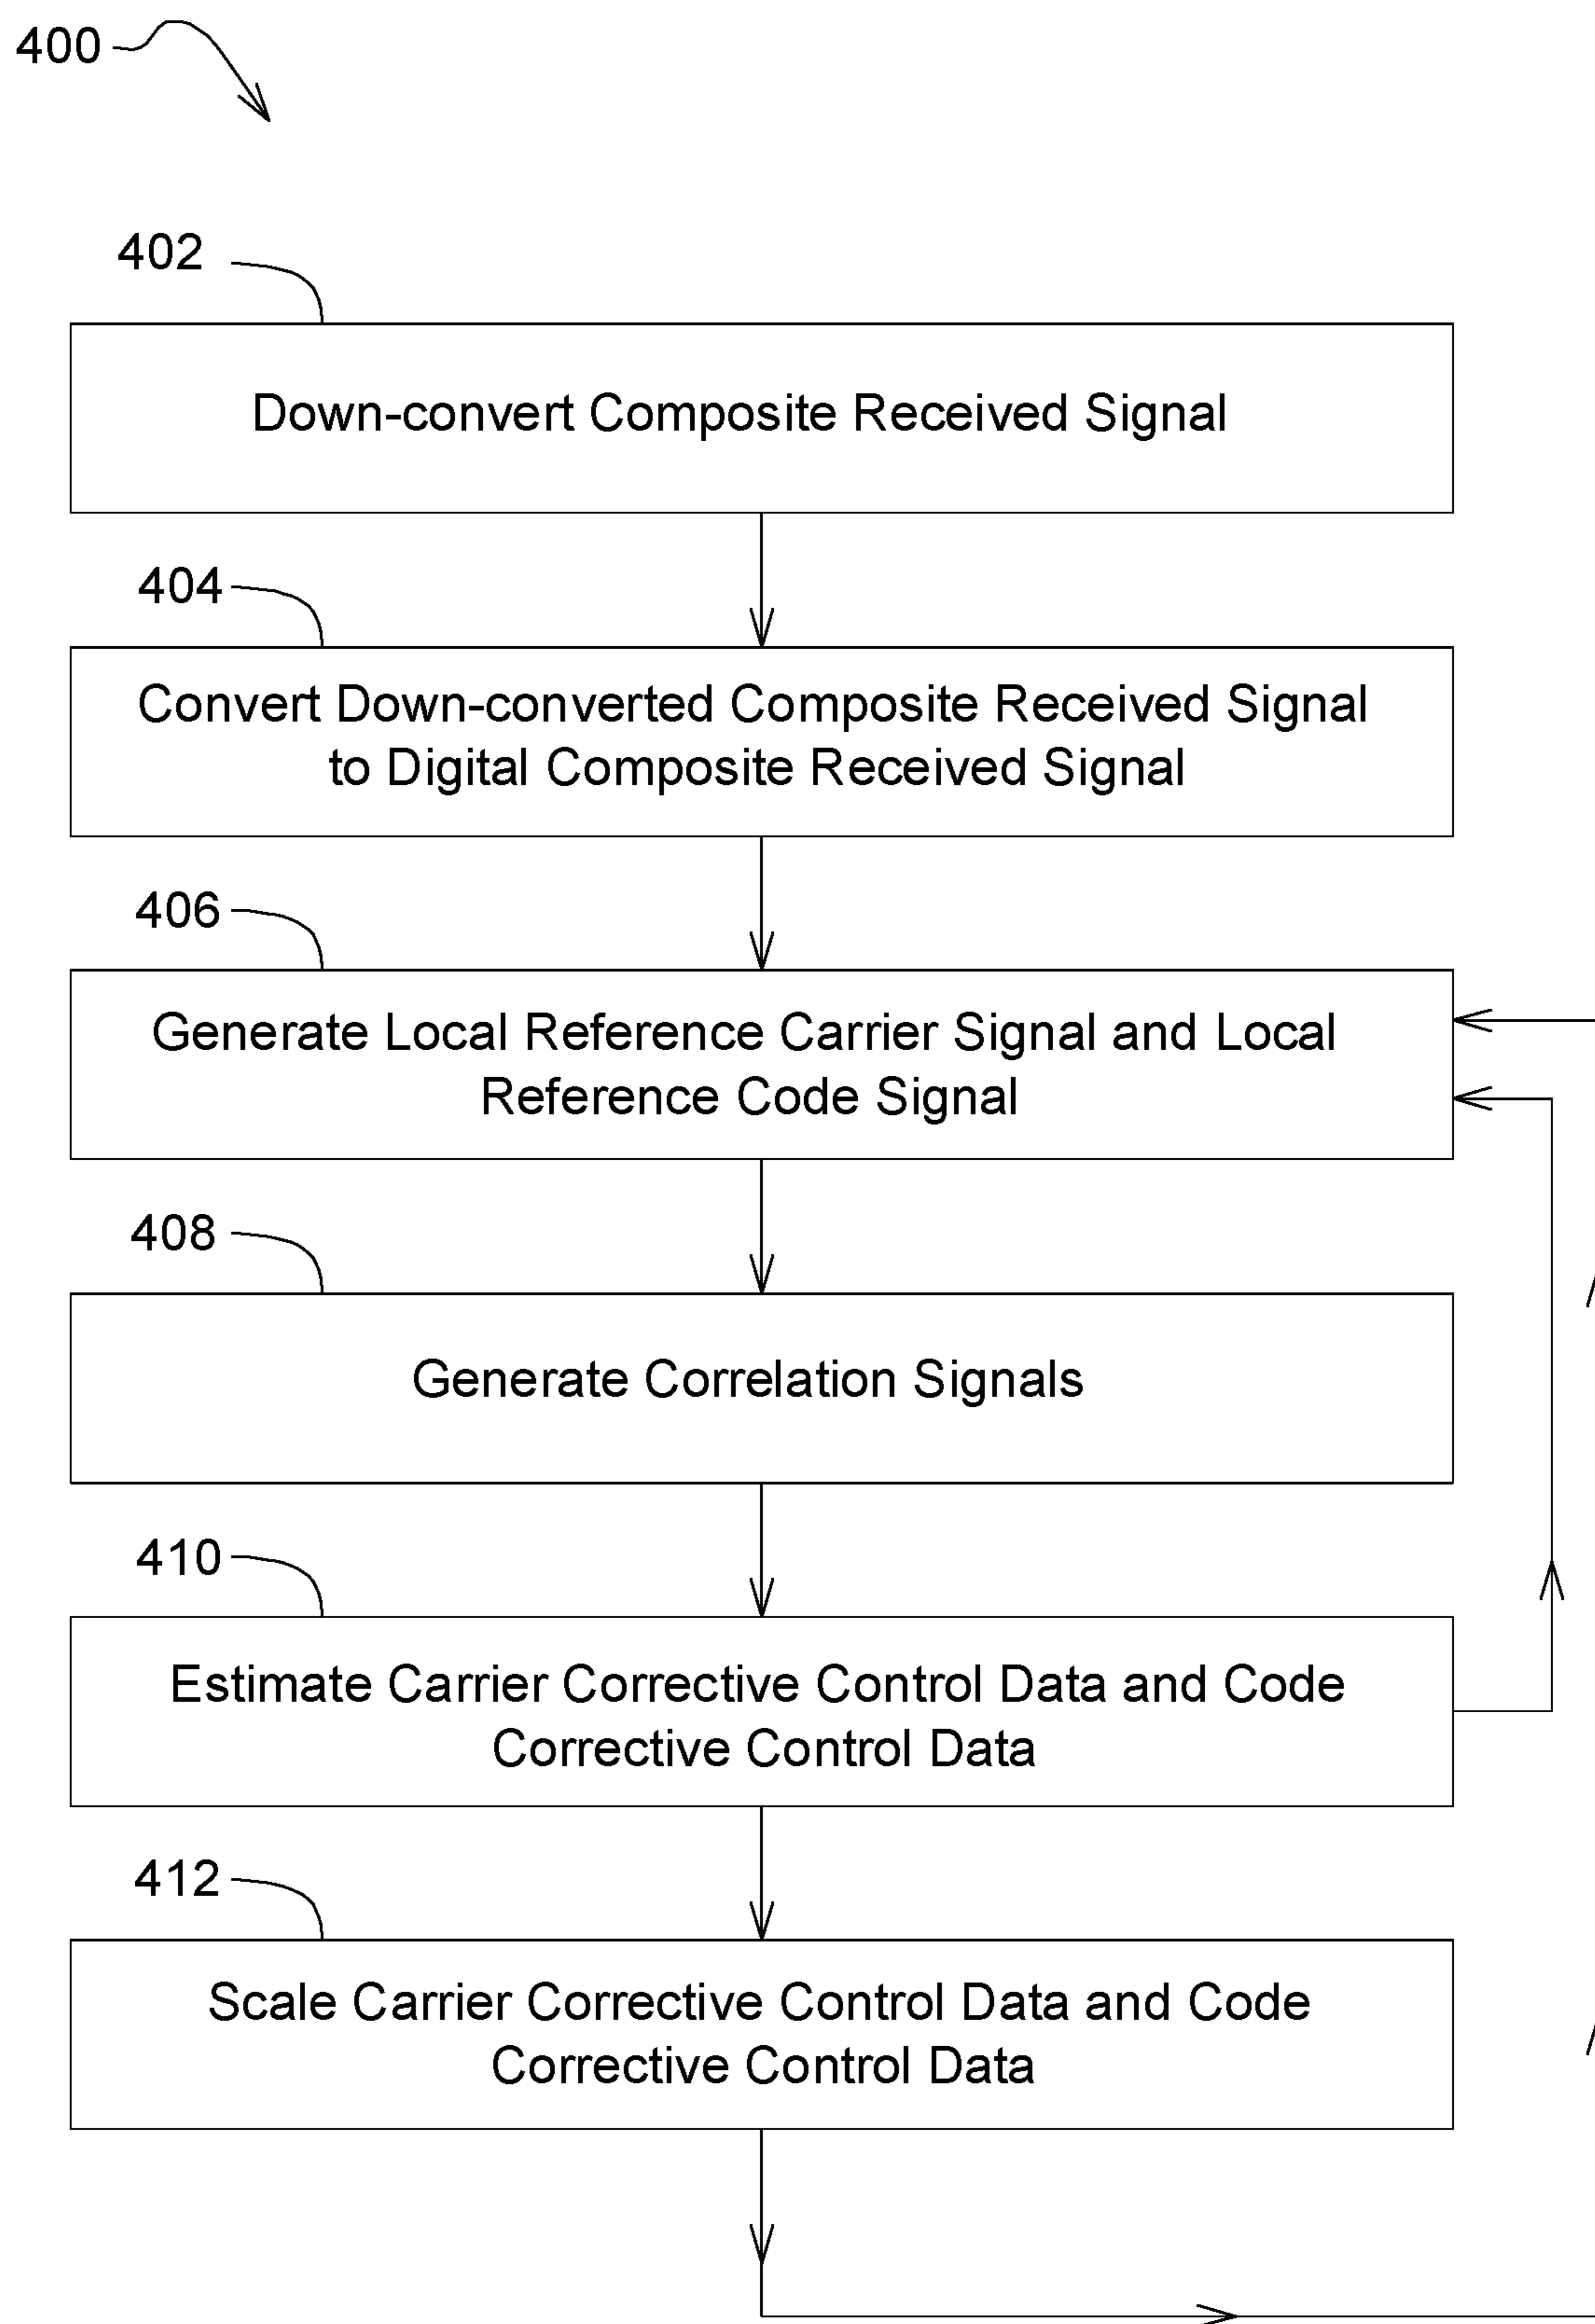 400
402
Down-convert Composite Received Signal
404
Convert Down-converted Composite Received Signal
to Digital Composite Received Signal
406
Generate Local Reference Carrier Signal and Local
Reference Code Signal
408
Generate Correlation Signals
410
Estimate Carrier Corrective Control Data and Code
Corrective Control Data
412
Scale Carrier Corrective Control Data and Code
Corrective Control Data